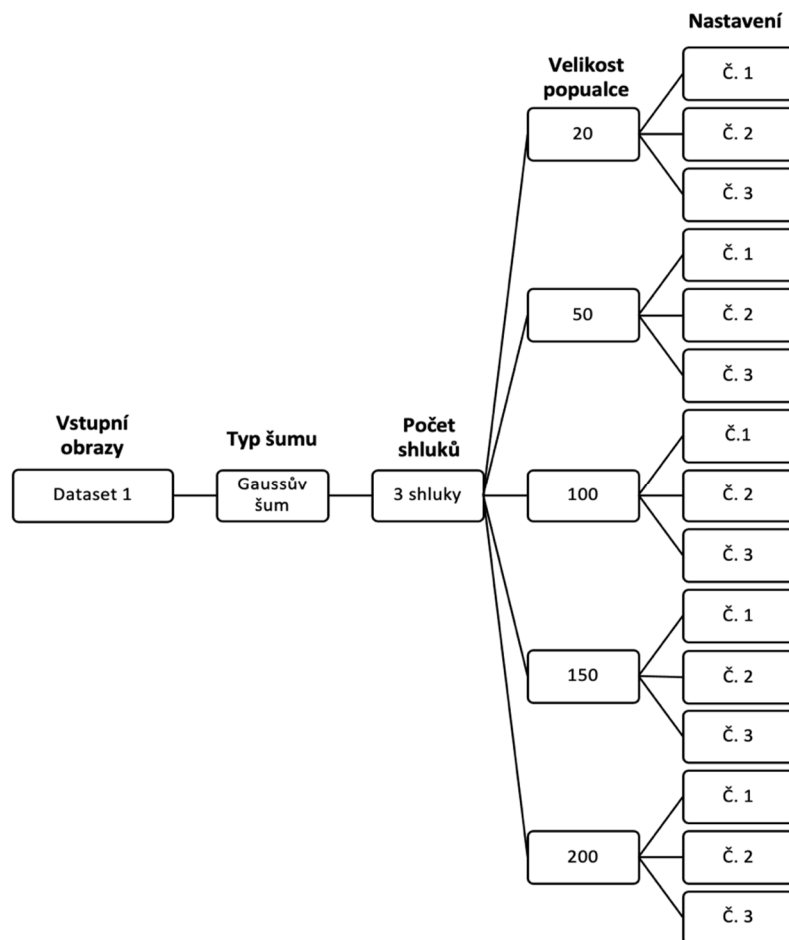 Nastavení
Velikost
popualce
Č. 1
20
Č. 2
Č. 3
Č. 1
50
Č. 2
Č. 3
Vstupní
obrazy
Typ šumu
Počet
shluků
Č.1
Dataset 1
Gaussův
šum
3 shluky
100
Č. 2
Č. 3
Č. 1
150
Č. 2
Č. 3
Č. 1
200
Č. 2
Č. 3